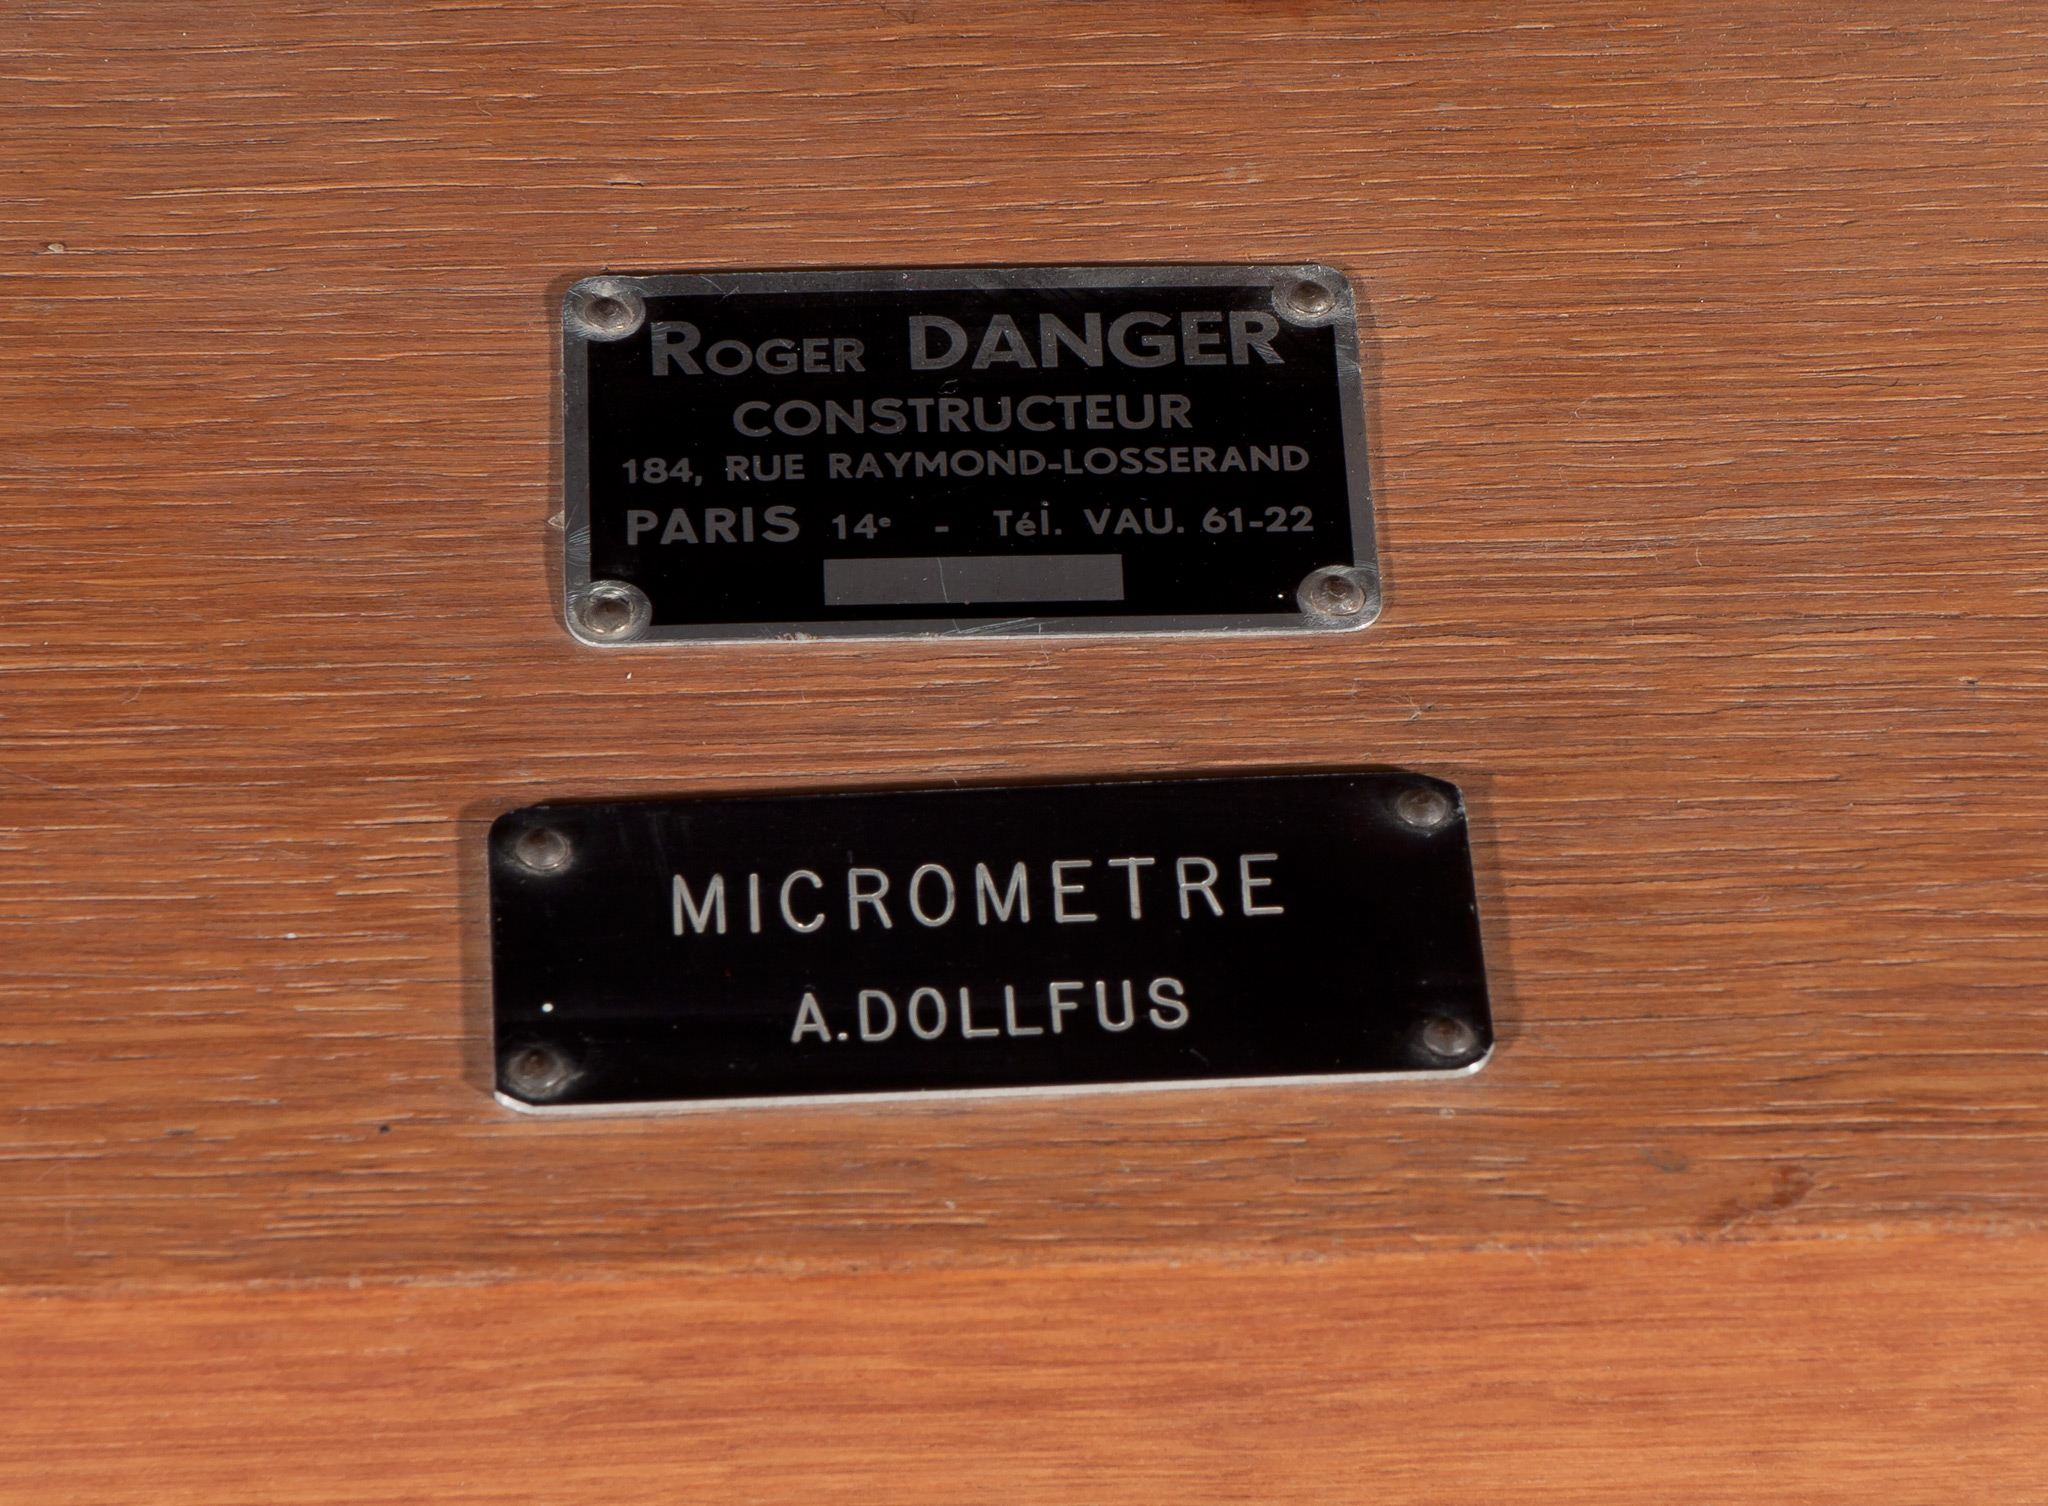 ROGER DANGER
CONSTRUCTEUR
184, RUE RAYMOND-LOSSERAND
PARIS 14e - Tél. VAU. 61-22
MICROMETRE
A.DOLLFUS